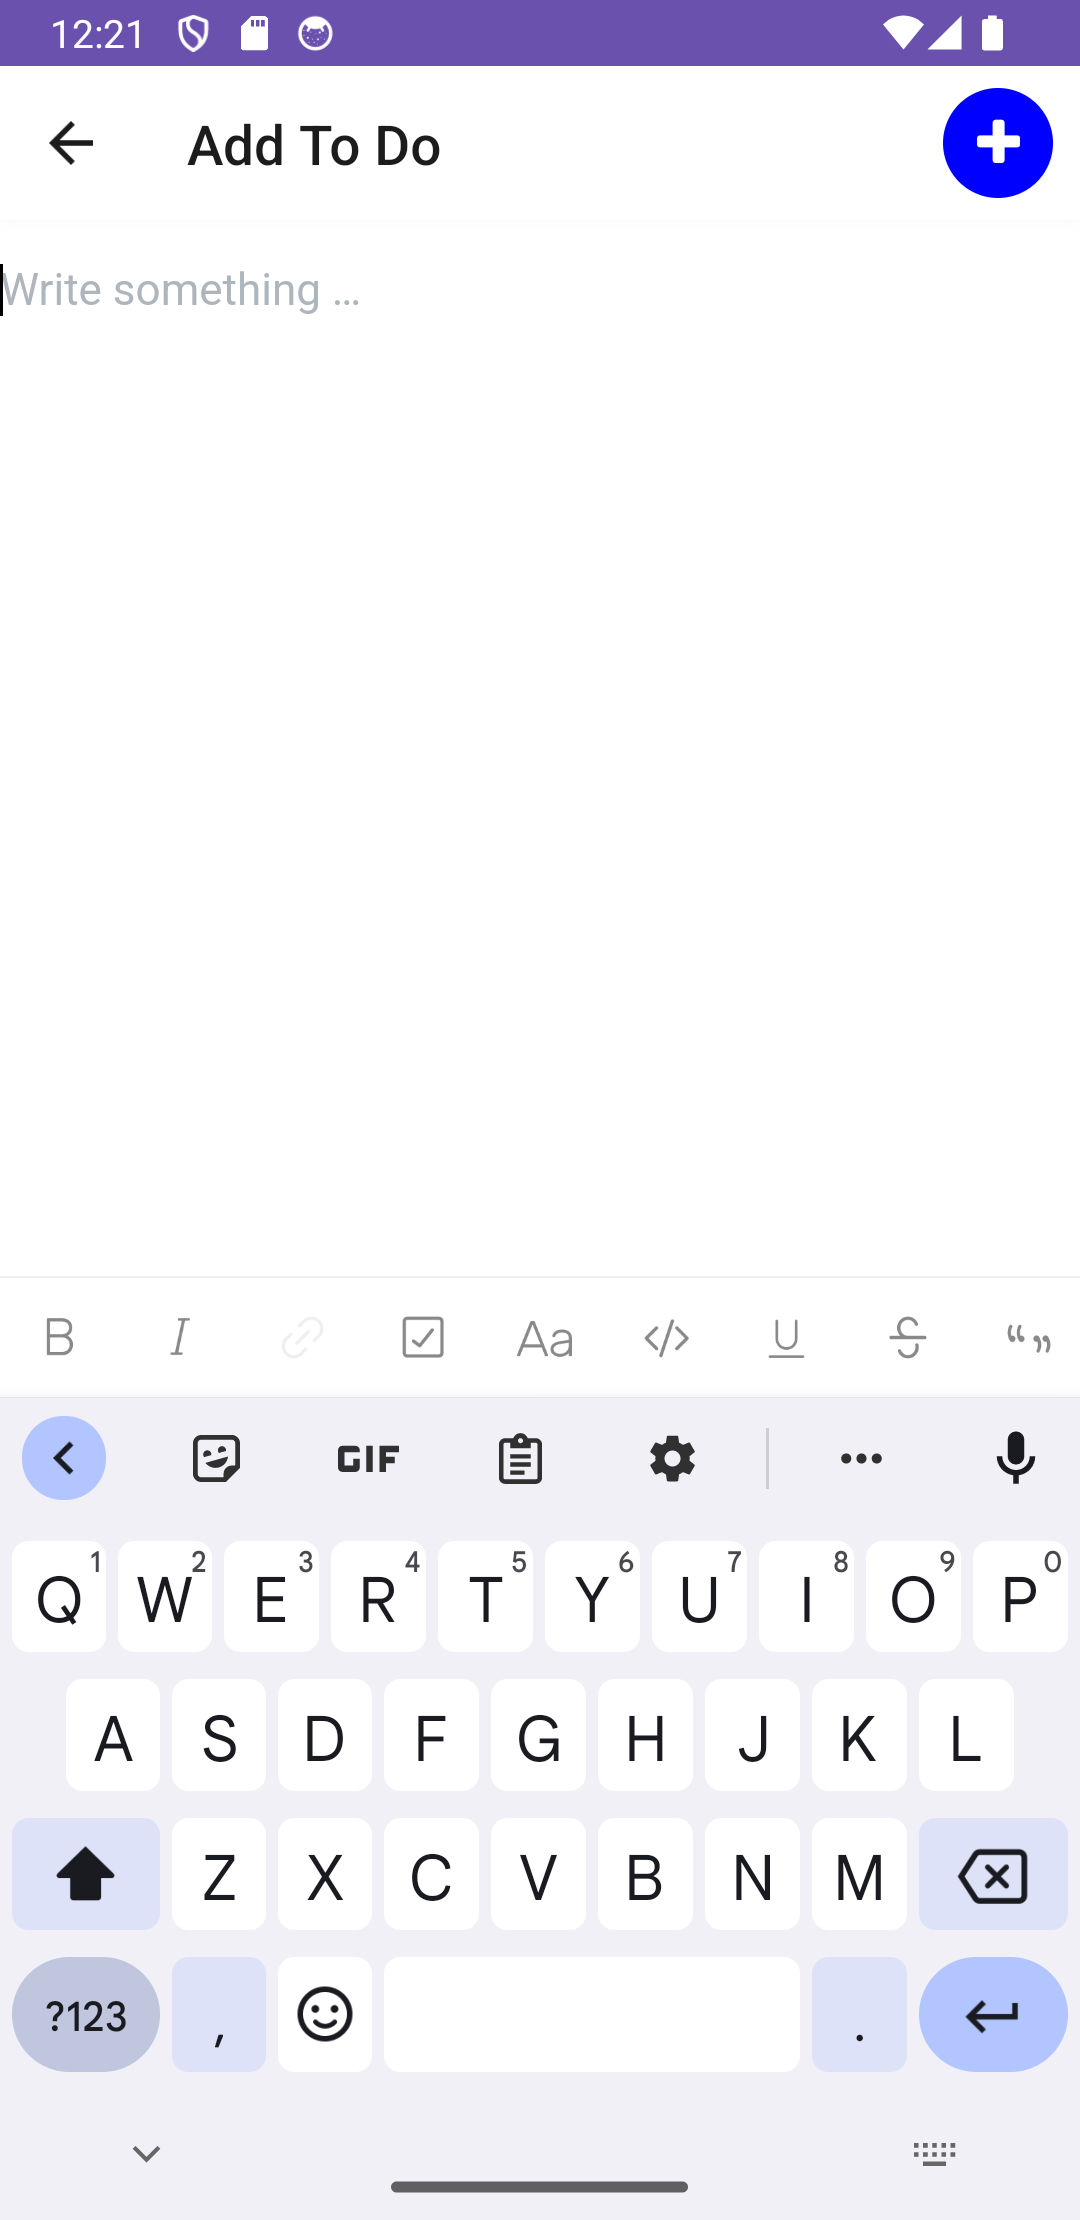 12:21
Add To Do
Write something ...
B I Aa </> U S “ ”
GIF
Q 1 W 2 E 3 R 4 T 5 Y 6 U 7 I 8 O 9 P 0
A S D F G H J K L
Z X C V B N M
?123 , .